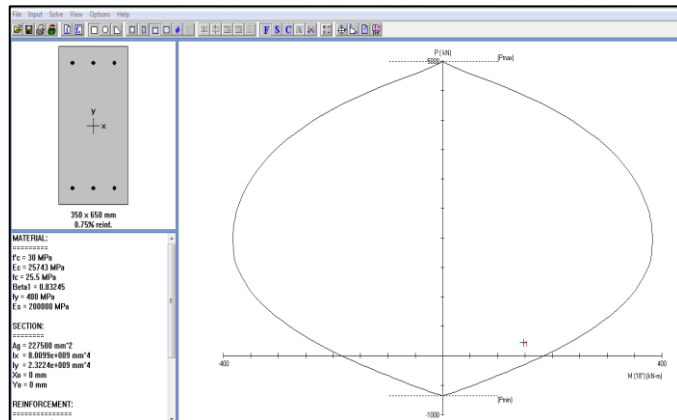 File Input Solve View Options Help
F S C A
y
x
350 x 650 mm
0.75% reinf.
MATERIAL:
=========
f'c = 30 MPa
Ec = 25743 MPa
fc = 25.5 MPa
Beta1 = 0.83245
fy = 400 MPa
Es = 200000 MPa
SECTION:
========
Ag = 227500 mm^2
Ix = 8.0099e+009 mm^4
Iy = 2.3224e+009 mm^4
Xo = 0 mm
Yo = 0 mm
REINFORCEMENT:
==============
P ( kN)
5000
(Pmax)
-400
400
M (10°) (kN-m)
(Pmin)
-1000